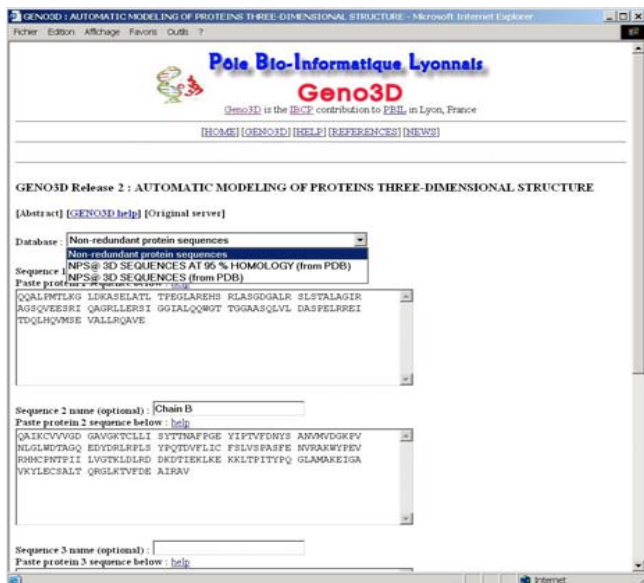 GENO3D : AUTOMATIC MODELING OF PROTEINS THREE-DIMENSIONAL STRUCTURE - Microsoft Internet Explorer
Fichier Edition Affichage Favoris Outils ?
Pôle Bio-Informatique Lyonnais
Geno3D
Geno3D is the IBCP contribution to PBIL in Lyon, France
[HOME] [GENO3D] [HELP] [REFERENCES] [NEWS]
GENO3D Release 2 : AUTOMATIC MODELING OF PROTEINS THREE-DIMENSIONAL STRUCTURE
[Abstract] [GENO3D help] [Original server]
Database : Non-redundant protein sequences
Non-redundant protein sequences
NPS@ 3D SEQUENCES AT 95 % HOMOLOGY (from PDB)
NPS@ 3D SEQUENCES (from PDB)
Sequence 1
Paste protein 1 sequence below : help
QQALPMTLKG LDKASELATL TPEGLAREHS RLASGDGALR SLSTALAGIR
AGSQVEESRI QAGRLLERSI GGIALQQWGT TGGAASQLVL DASPELRREI
TDQLHQVMSE VALLRQAVE
Sequence 2 name (optional) : Chain B
Paste protein 2 sequence below : help
QAIKCVVVGD GAVGKTCLLI SYTTNAFPGE YIPTVFDNYS ANVMVDGKPV
NLGLWDTAGQ EDYDRLRPLS YPQTDVFLIC FSLVSPASFE NVRAKWYPEV
RHHCPNTPII LVGTKLDLRD DKDTIEKLKE KKLTPITYPQ GLAMAKEIGA
VKYLECSALT QRGLKTVFDE AIRAV
Sequence 3 name (optional) :
Paste protein 3 sequence below : help
Internet